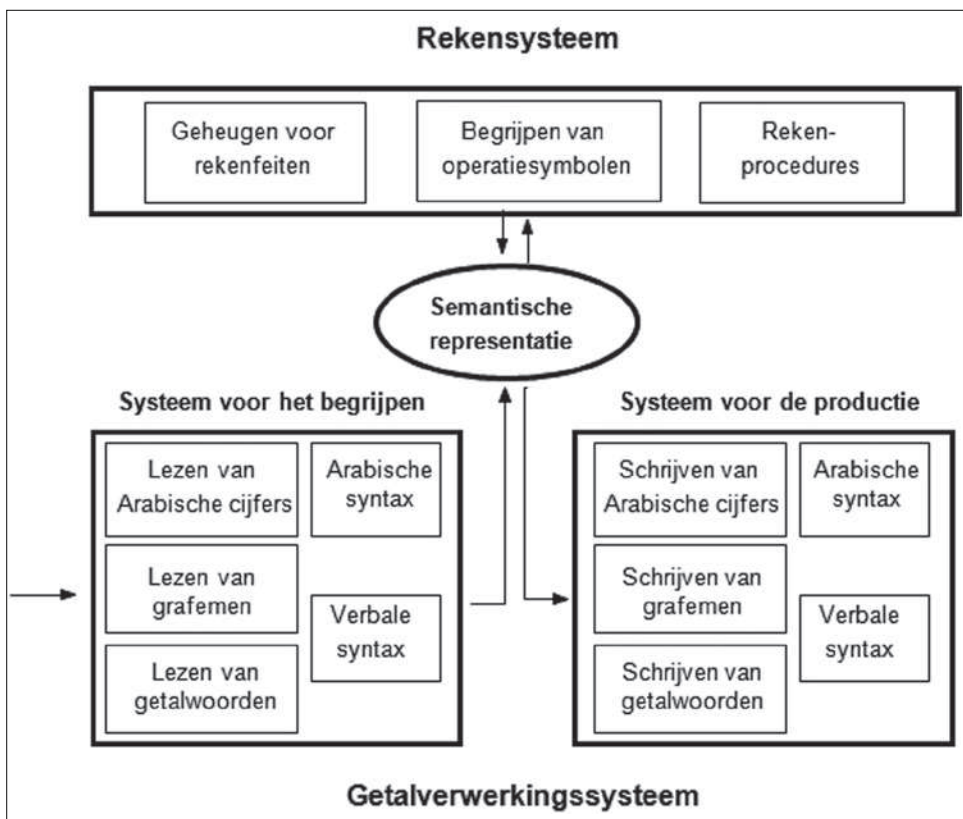 Rekensysteem
Geheugen voor
rekenfeiten
Begrijpen van
operatiesymbolen
Reken-
procedures
Semantische
representatie
Systeem voor het begrijpen
Lezen van
Arabische cijfers
Arabische
syntax
Lezen van
grafemen
Verbale
syntax
Lezen van
getalwoorden
Systeem voor de productie
Schrijven van
Arabische cijfers
Arabische
syntax
Schrijven van
grafemen
Verbale
syntax
Schrijven van
getalwoorden
Getalverwerkingssysteem